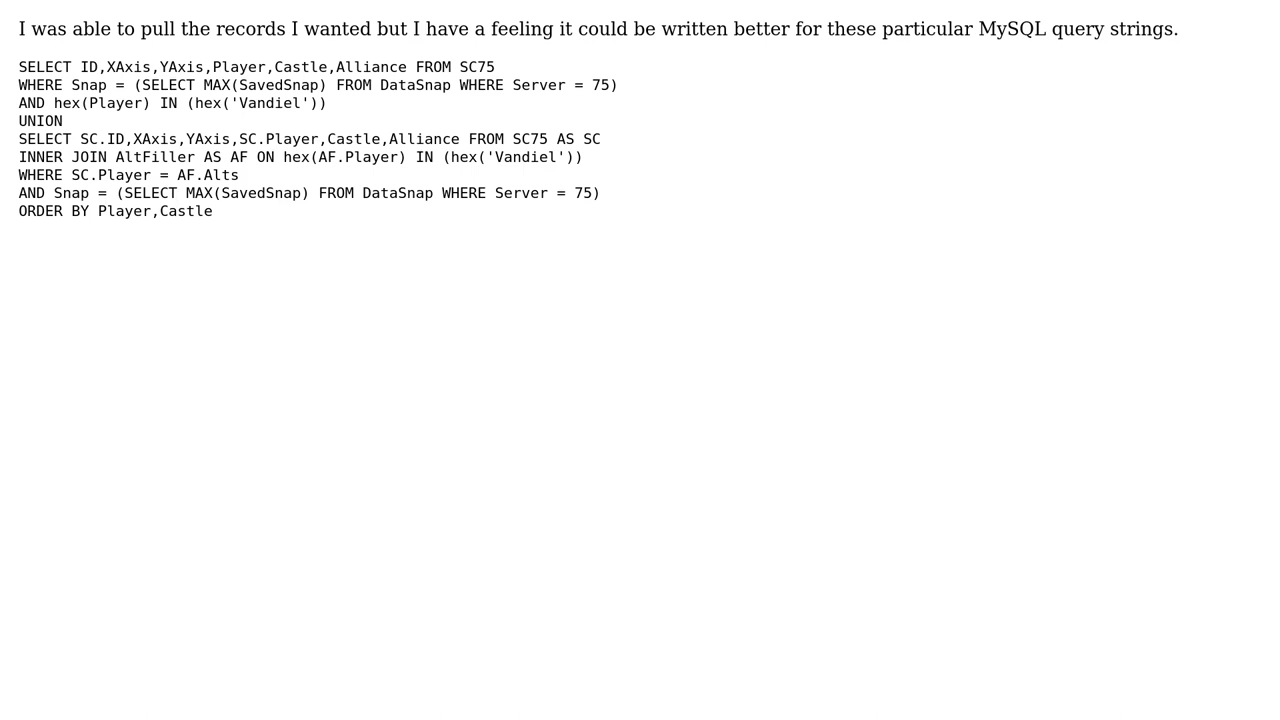 I was able to pull the records I wanted but I have a feeling it could be written better for these particular MySQL query strings.
SELECT ID,XAxis,YAxis,Player,Castle,Alliance FROM SC75
WHERE Snap = (SELECT MAX(SavedSnap) FROM DataSnap WHERE Server = 75)
AND hex(Player) IN (hex('Vandiel'))
UNION
SELECT SC.ID,XAxis,YAxis,SC.Player,Castle,Alliance FROM SC75 AS SC
INNER JOIN AltFiller AS AF ON hex(AF.Player) IN (hex('Vandiel'))
WHERE SC.Player = AF.Alts
AND Snap = (SELECT MAX(SavedSnap) FROM DataSnap WHERE Server = 75)
ORDER BY Player,Castle